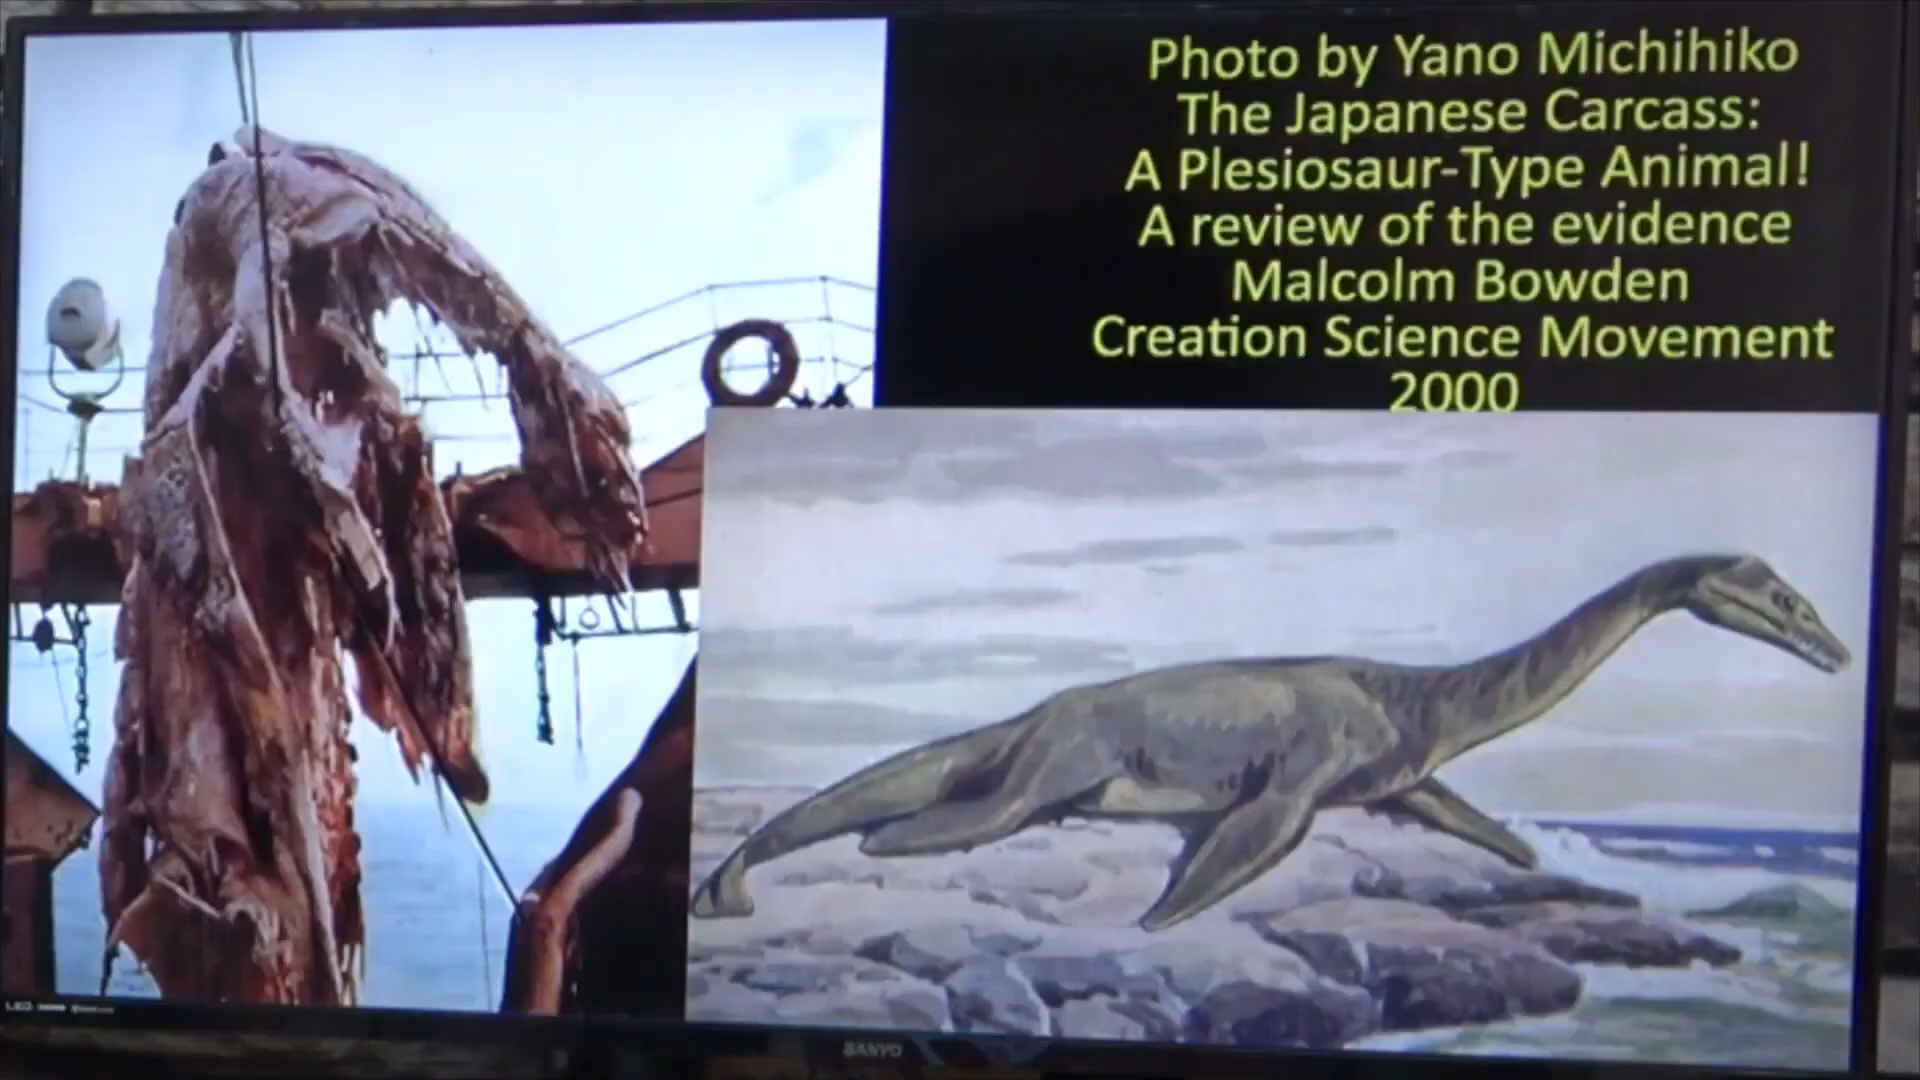 Photo by Yano Michihiko
The Japanese Carcass:
A Plesiosaur-Type Animal!
A review of the evidence
Malcolm Bowden
Creation Science Movement
2000
SANYO